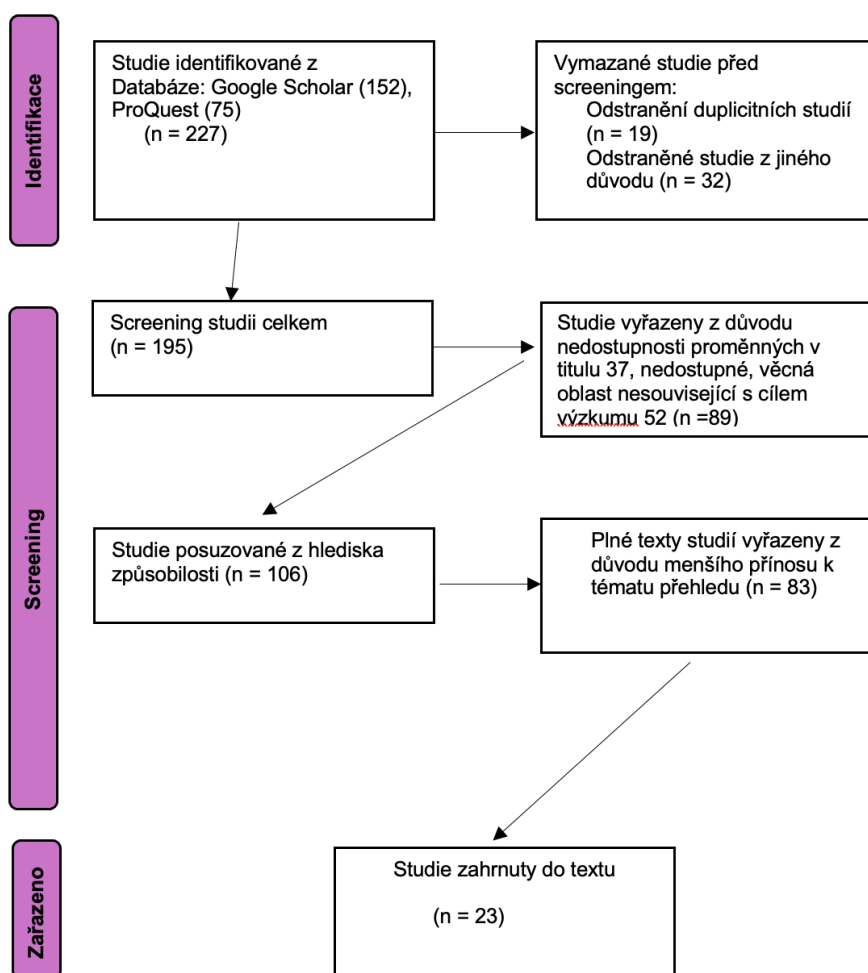 Identifikace
Studie identifikované z
Databáze: Google Scholar (152),
ProQuest (75)
(n = 227)
Vymazané studie před
screeningem:
Odstranění duplicitních studií
(n = 19)
Odstraněné studie z jiného
důvodu (n = 32)
Screening
Screening studii celkem
(n = 195)
Studie vyřazeny z důvodu
nedostupnosti proměnných v
titulu 37, nedostupné, věcná
oblast nesouvisející s cílem
výzkumu 52 (n =89)
Studie posuzované z hlediska
způsobilosti (n = 106)
Plné texty studií vyřazeny z
důvodu menšího přínosu k
tématu přehledu (n = 83)
Zařazeno
Studie zahrnuty do textu
(n = 23)